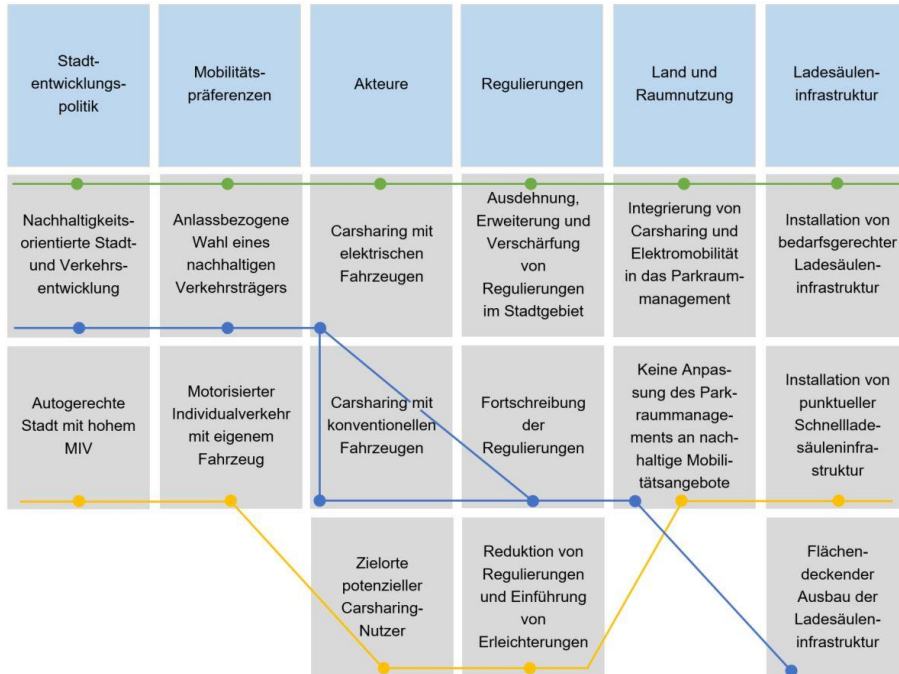 Stadt-
entwicklungs-
politik
Mobilitäts-
präferenzen
Akteure
Regulierungen
Land und
Raumnutzung
Ladesäulen-
infrastruktur
Nachhaltigkeits-
orientierte Stadt-
und Verkehrs-
entwicklung
Anlassbezogene
Wahl eines
nachhaltigen
Verkehrsträgers
Carsharing mit
elektrischen
Fahrzeugen
Ausdehnung,
Erweiterung und
Verschärfung
von
Regulierungen
im Stadtgebiet
Integrierung von
Carsharing und
Elektromobilität
in das Parkraum-
management
Installation von
bedarfsgerechter
Ladesäulen-
infrastruktur
Autogerechte
Stadt mit hohem
MIV
Motorisierter
Individualverkehr
mit eigenem
Fahrzeug
Carsharing mit
konventionellen
Fahrzeugen
Fortschreibung
der
Regulierungen
Keine Anpas-
sung des Park-
raummanage-
ments an nach-
haltige Mobili-
tätsangebote
Installation von
punktueller
Schnelllade-
säuleninfra-
struktur
Zielorte
potenzieller
Carsharing-
Nutzer
Reduktion von
Regulierungen
und Einführung
von
Erleichterungen
Flächen-
deckender
Ausbau der
Ladesäulen-
infrastruktur